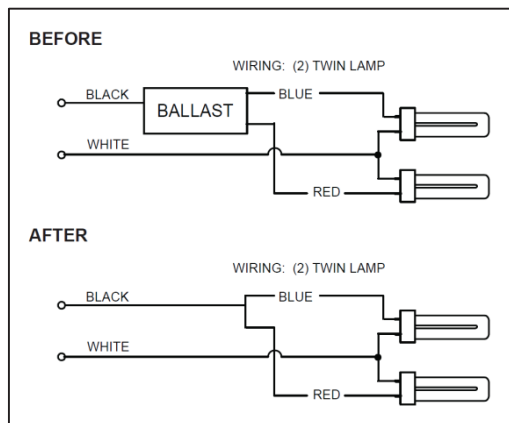 BEFORE
WIRING: (2) TWIN LAMP
BLACK
BALLAST
BLUE
WHITE
RED
AFTER
WIRING: (2) TWIN LAMP
BLACK
BLUE
WHITE
RED